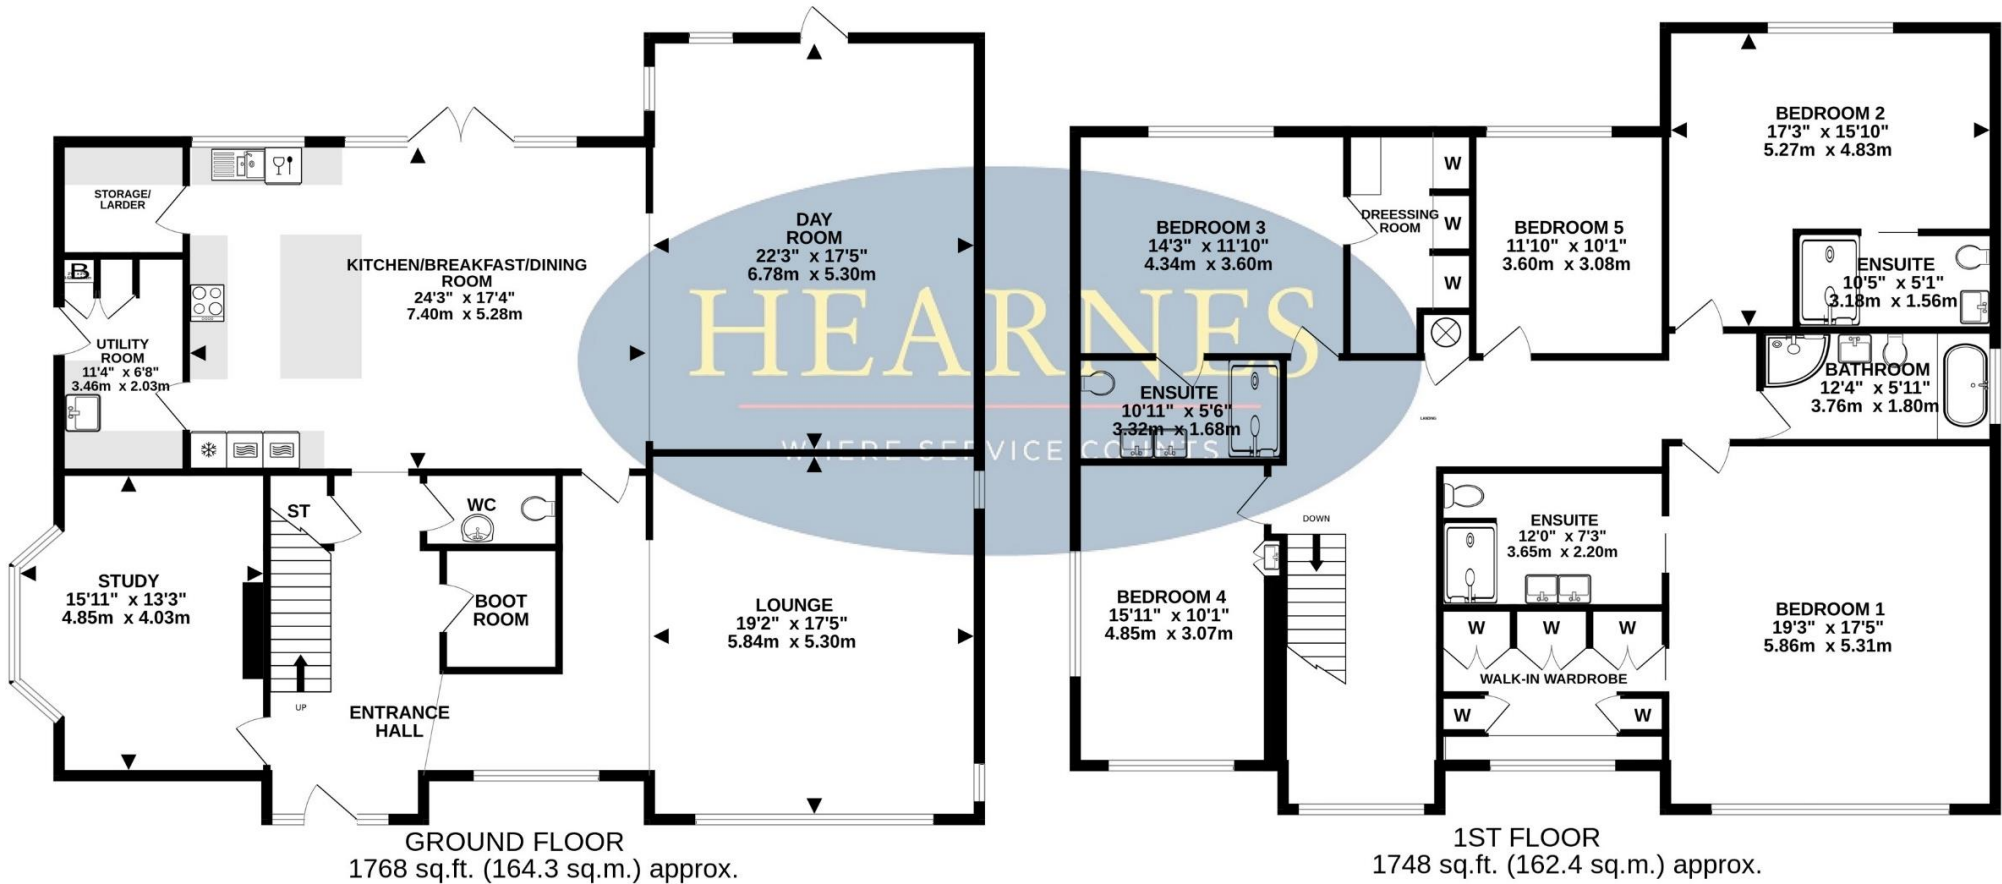 STORAGE/
LARDER
B
UTILITY
ROOM
11'4" x 6'8"
3.46m x 2.03m
KITCHEN/BREAKFAST/DINING
ROOM
24'3" x 17'4"
7.40m x 5.28m
DAY
ROOM
22'3" x 17'5"
6.78m x 5.30m
STUDY
15'11" x 13'3"
4.85m x 4.03m
ST
UP
WC
BOOT
ROOM
ENTRANCE
HALL
LOUNGE
19'2" x 17'5"
5.84m x 5.30m
GROUND FLOOR
1768 sq.ft. (164.3 sq.m.) approx.
HEARNES
WHERE SERVICE COUNTS
BEDROOM 3
14'3" x 11'10"
4.34m x 3.60m
DREESSING
ROOM
W
W
W
BEDROOM 5
11'10" x 10'1"
3.60m x 3.08m
BEDROOM 2
17'3" x 15'10"
5.27m x 4.83m
ENSUITE
10'5" x 5'1"
3.18m x 1.56m
BATHROOM
12'4" x 5'11"
3.76m x 1.80m
ENSUITE
10'11" x 5'6"
3.32m x 1.68m
LANDING
DOWN
BEDROOM 4
15'11" x 10'1"
4.85m x 3.07m
ENSUITE
12'0" x 7'3"
3.65m x 2.20m
W
W
W
WALK-IN WARDROBE
W
W
BEDROOM 1
19'3" x 17'5"
5.86m x 5.31m
1ST FLOOR
1748 sq.ft. (162.4 sq.m.) approx.